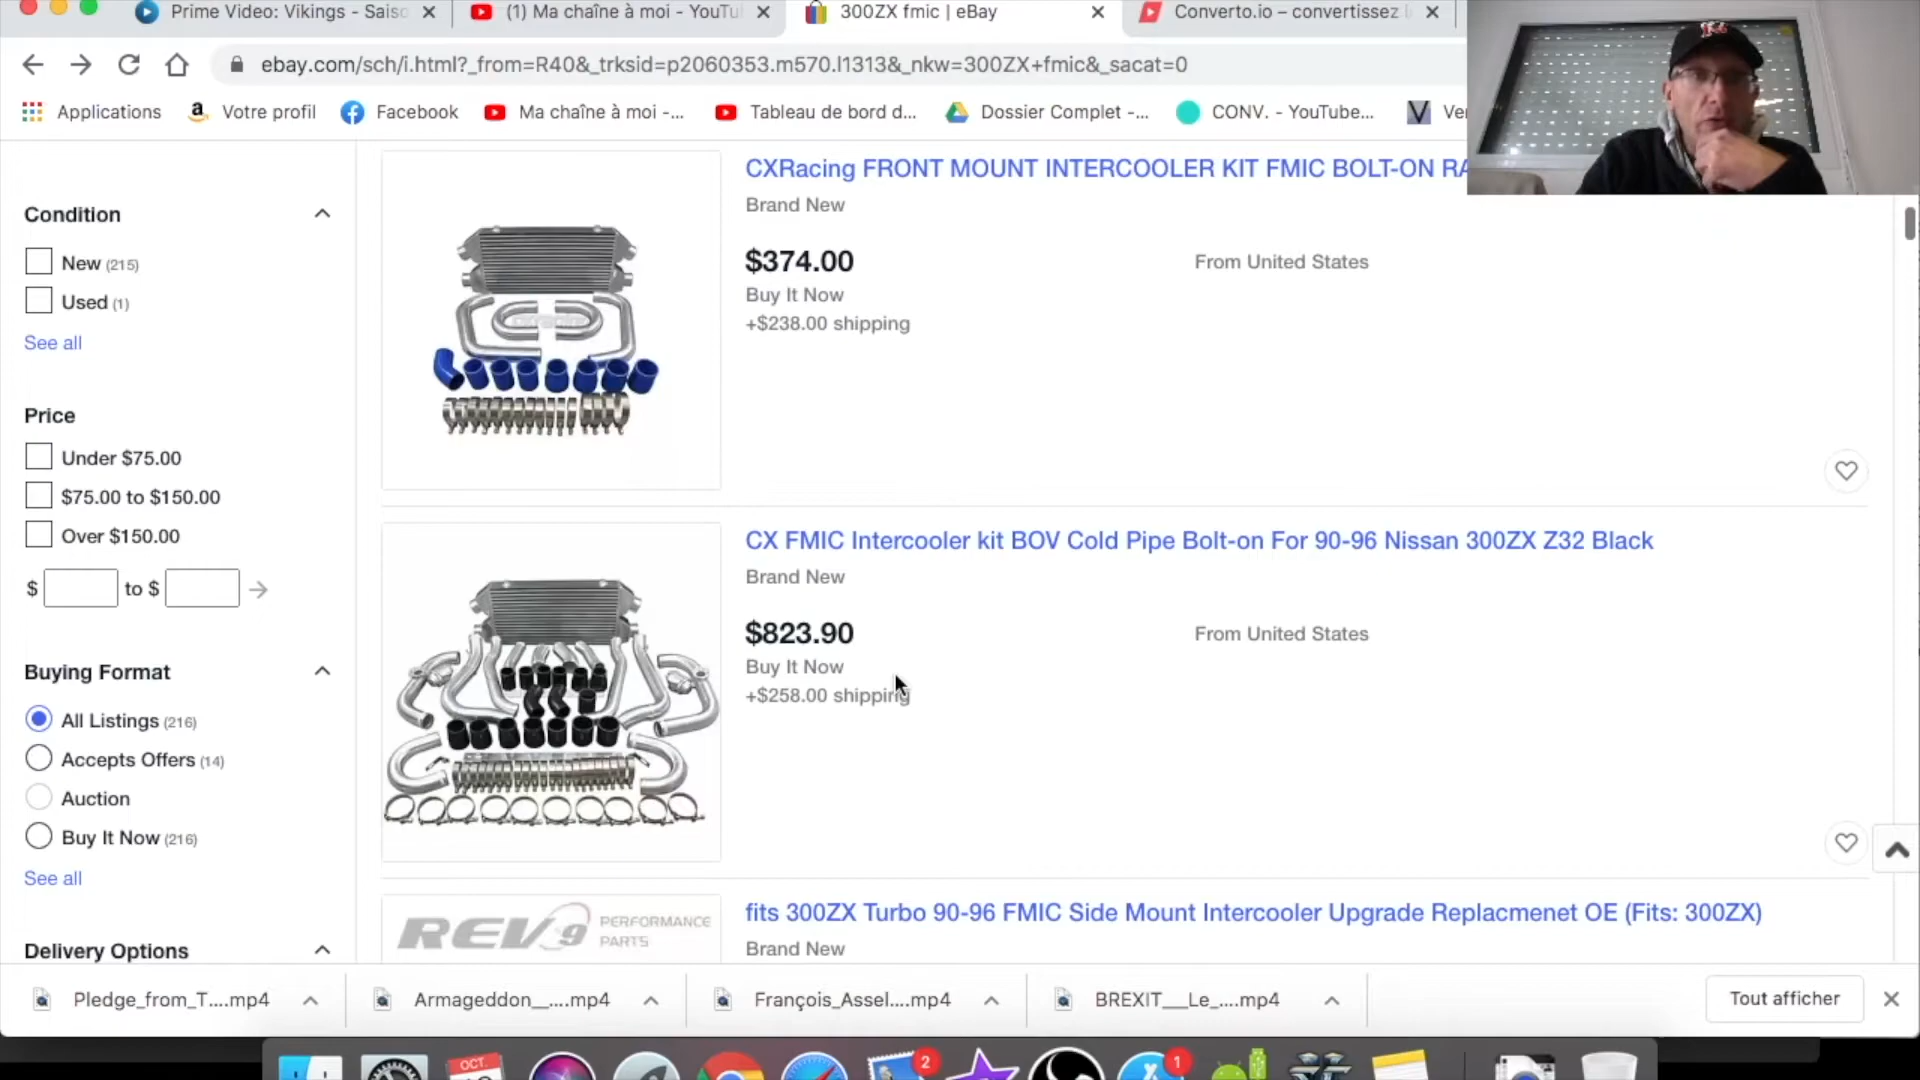 Prime Video: Vikings - Saiso
(1) Ma chaîne à moi - YouTu
300ZX fmic | eBay
Converto.io – convertissez
ebay.com/sch/i.html?_from=R40&_trksid=p2060353.m570.l1313&_nkw=300ZX+fmic&_sacat=0
Applications
Votre profil
Facebook
Ma chaîne à moi -...
Tableau de bord d...
Dossier Complet -...
CONV. - YouTube...
Condition
New (215)
Used (1)
See all
Price
Under $75.00
$75.00 to $150.00
Over $150.00
$ to $
Buying Format
All Listings (216)
Accepts Offers (14)
Auction
Buy It Now (216)
See all
Delivery Options
CXRacing FRONT MOUNT INTERCOOLER KIT FMIC BOLT-ON
Brand New
$374.00
From United States
Buy It Now
+$238.00 shipping
CX FMIC Intercooler kit BOV Cold Pipe Bolt-on For 90-96 Nissan 300ZX Z32 Black
Brand New
$823.90
From United States
Buy It Now
+$258.00 shipping
REV9 PERFORMANCE
PARTS
fits 300ZX Turbo 90-96 FMIC Side Mount Intercooler Upgrade Replacmenet OE (Fits: 300ZX)
Brand New
Pledge_from_T....mp4
Armageddon__....mp4
François_Assel....mp4
BREXIT___Le_....mp4
Tout afficher
OCT.
2
1